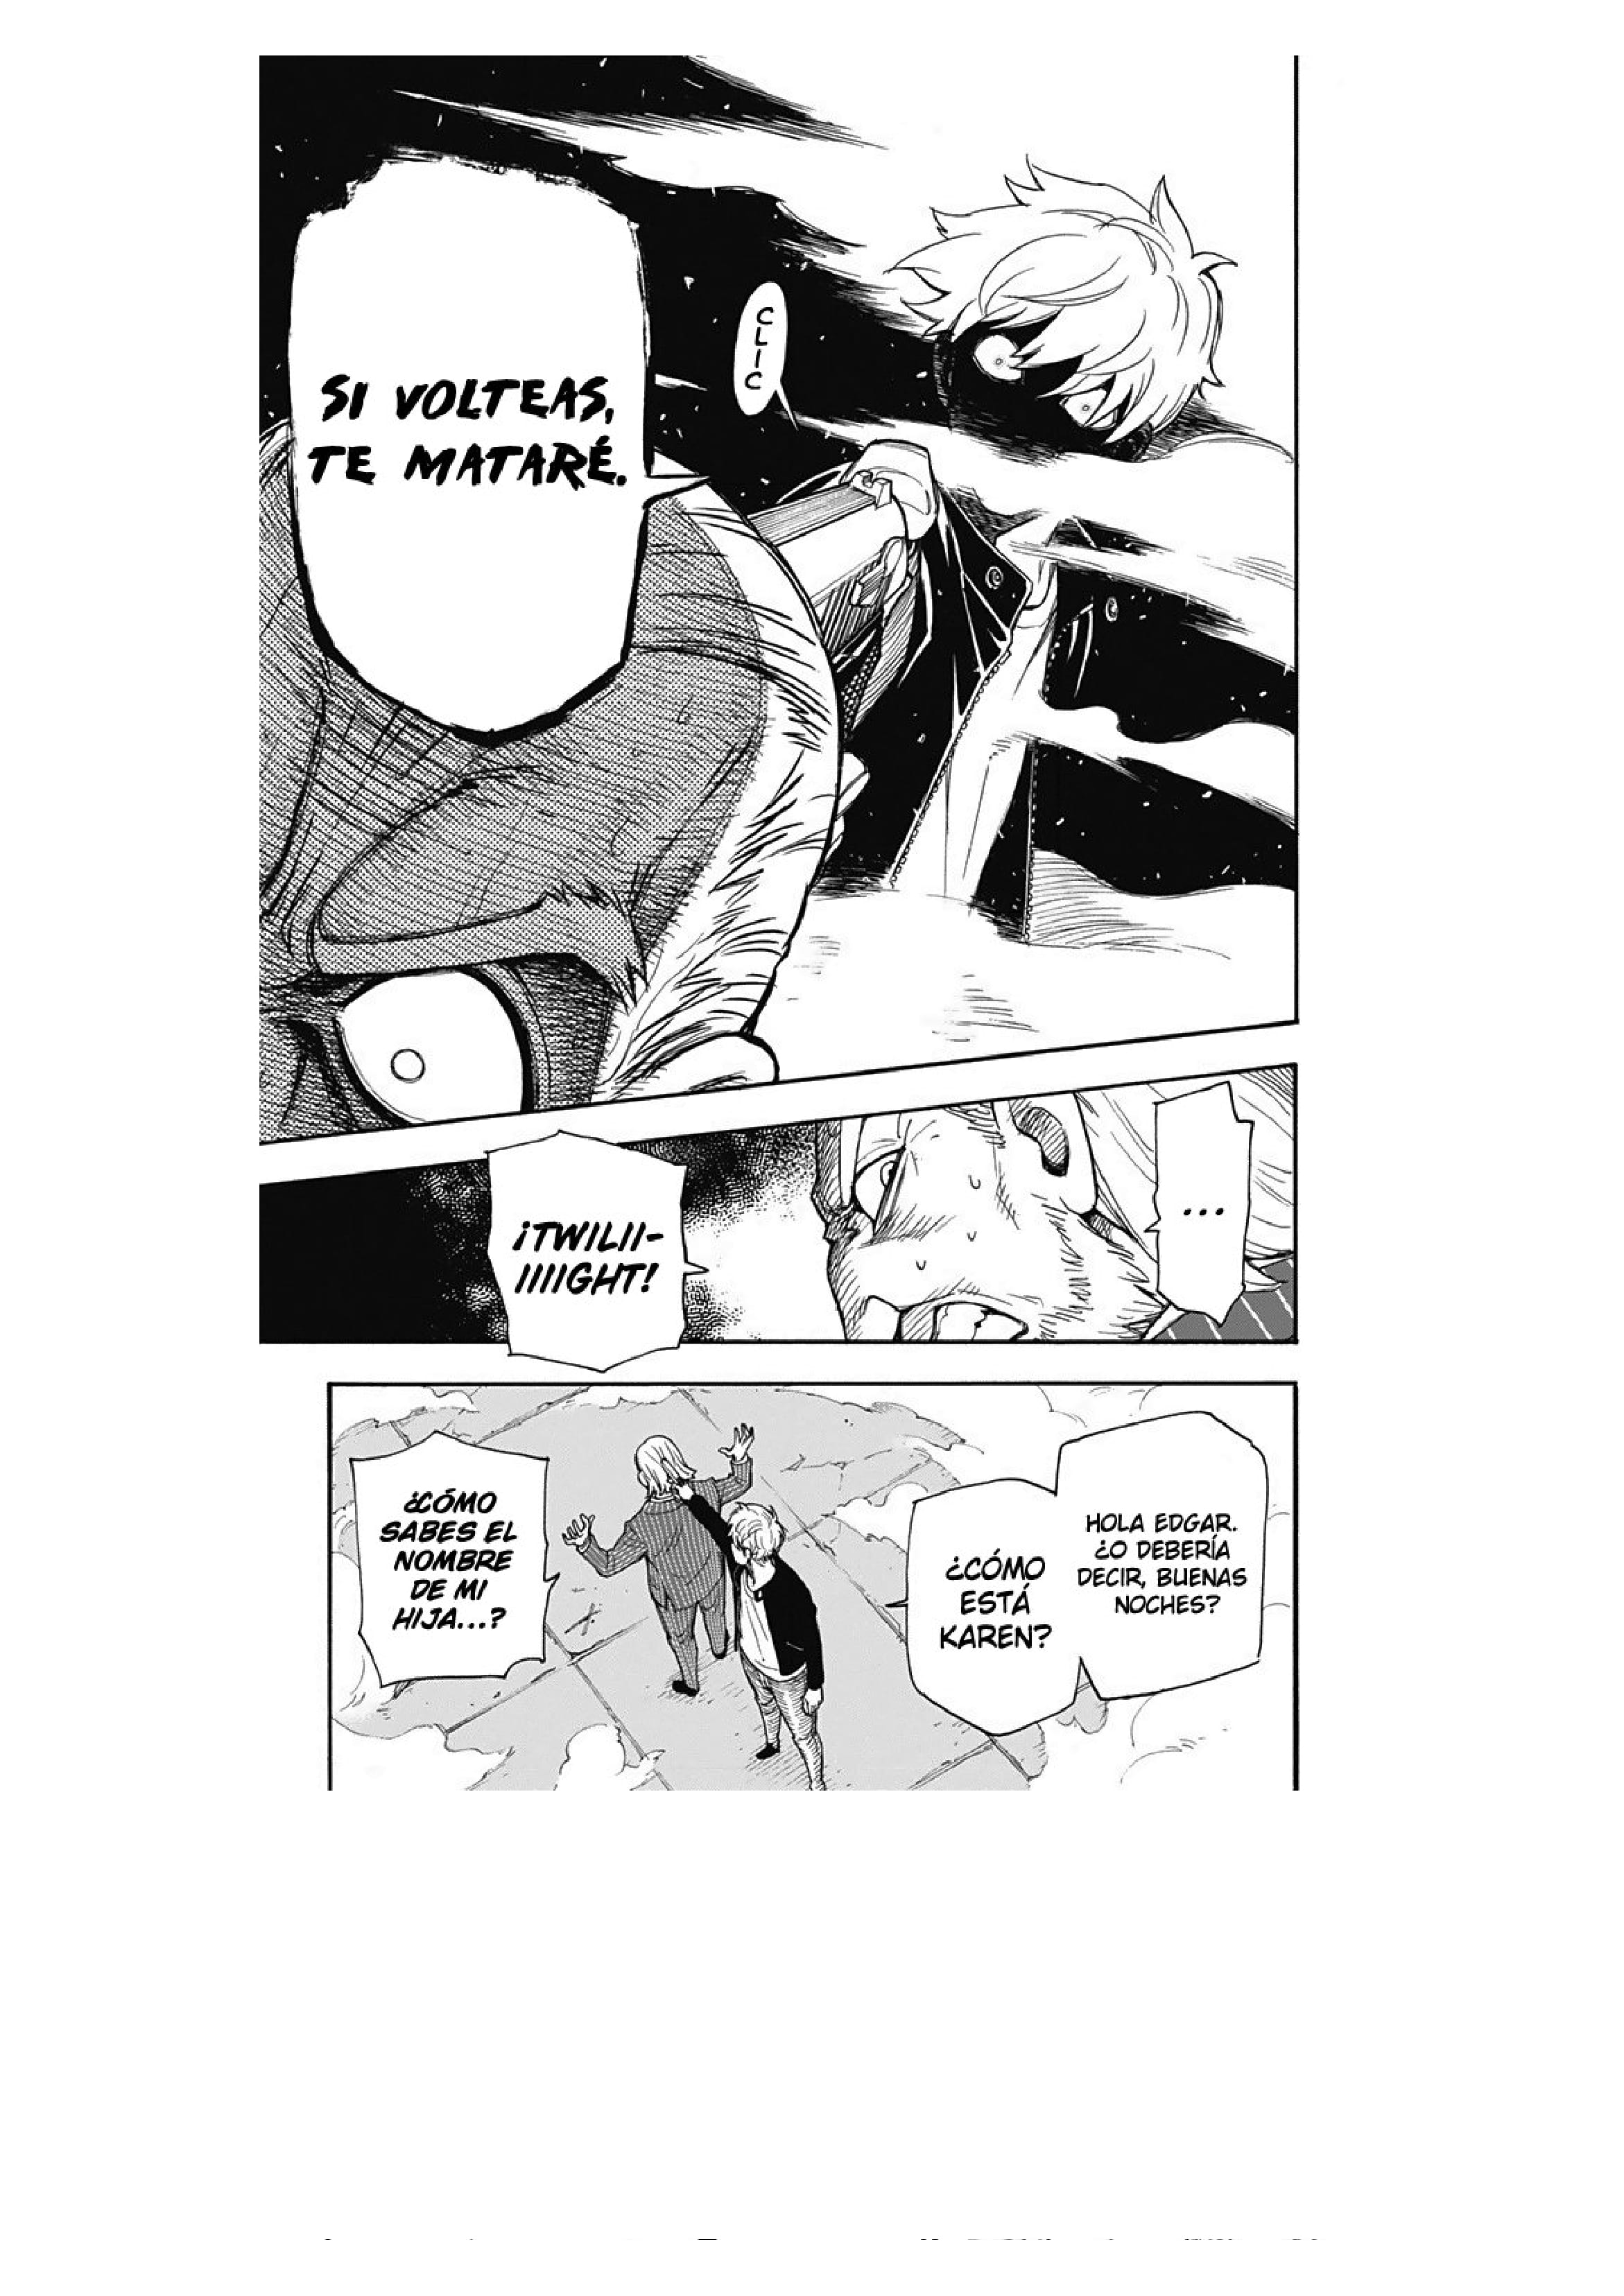 CLIC
SI VOLTEAS,
TE MATARÉ.
...
¡TWILII-
IIIIGHT!
HOLA EDGAR.
¿O DEBERÍA
DECIR, BUENAS
NOCHES?
¿CÓMO
ESTÁ
KAREN?
¿CÓMO
SABES EL
NOMBRE
DE MI
HIJA...?